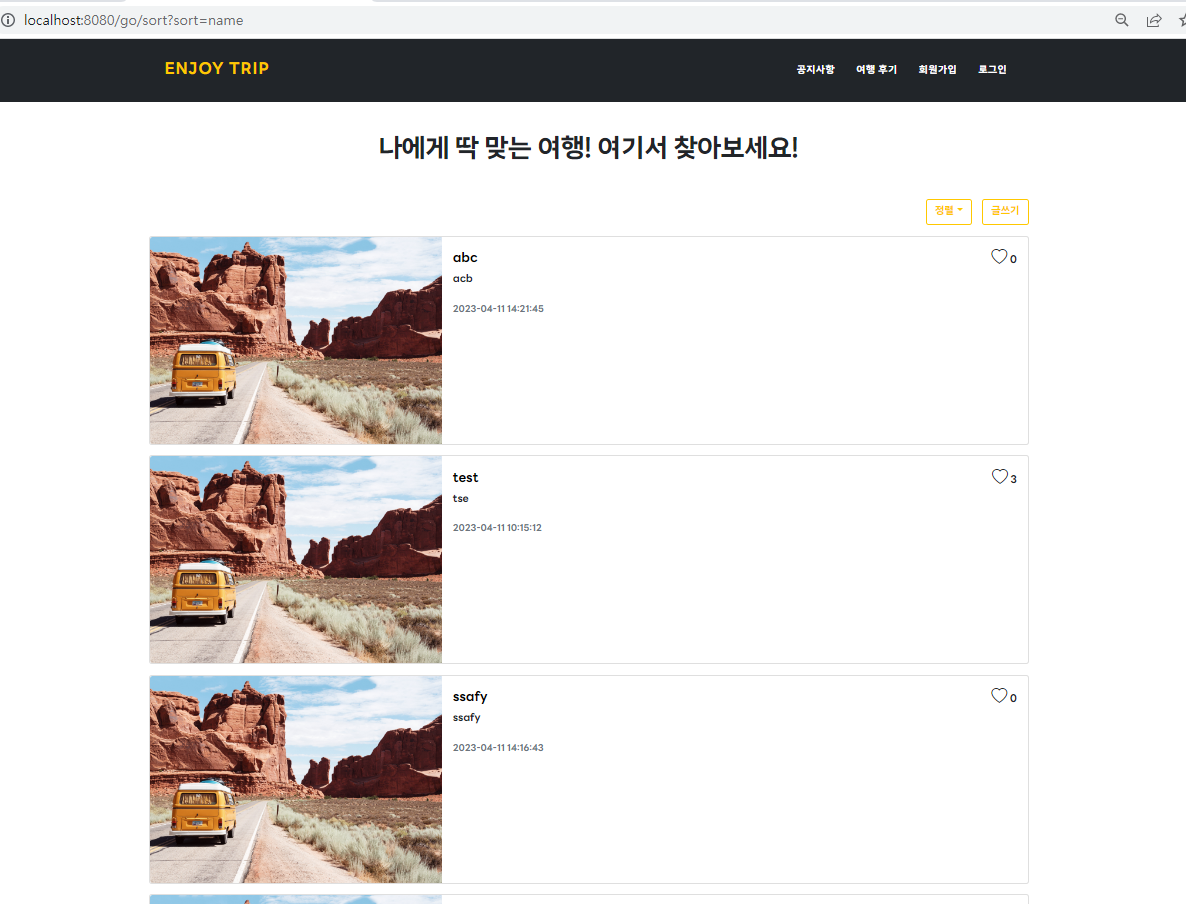 localhost:8080/go/sort?sort=name
ENJOY TRIP
공지사항 여행 후기 회원가입 로그인
나에게 딱 맞는 여행! 여기서 찾아보세요!
정렬 글쓰기
abc
0
acb
2023-04-11 14:21:45
test
3
tse
2023-04-11 10:15:12
ssafy
0
ssafy
2023-04-11 14:16:43